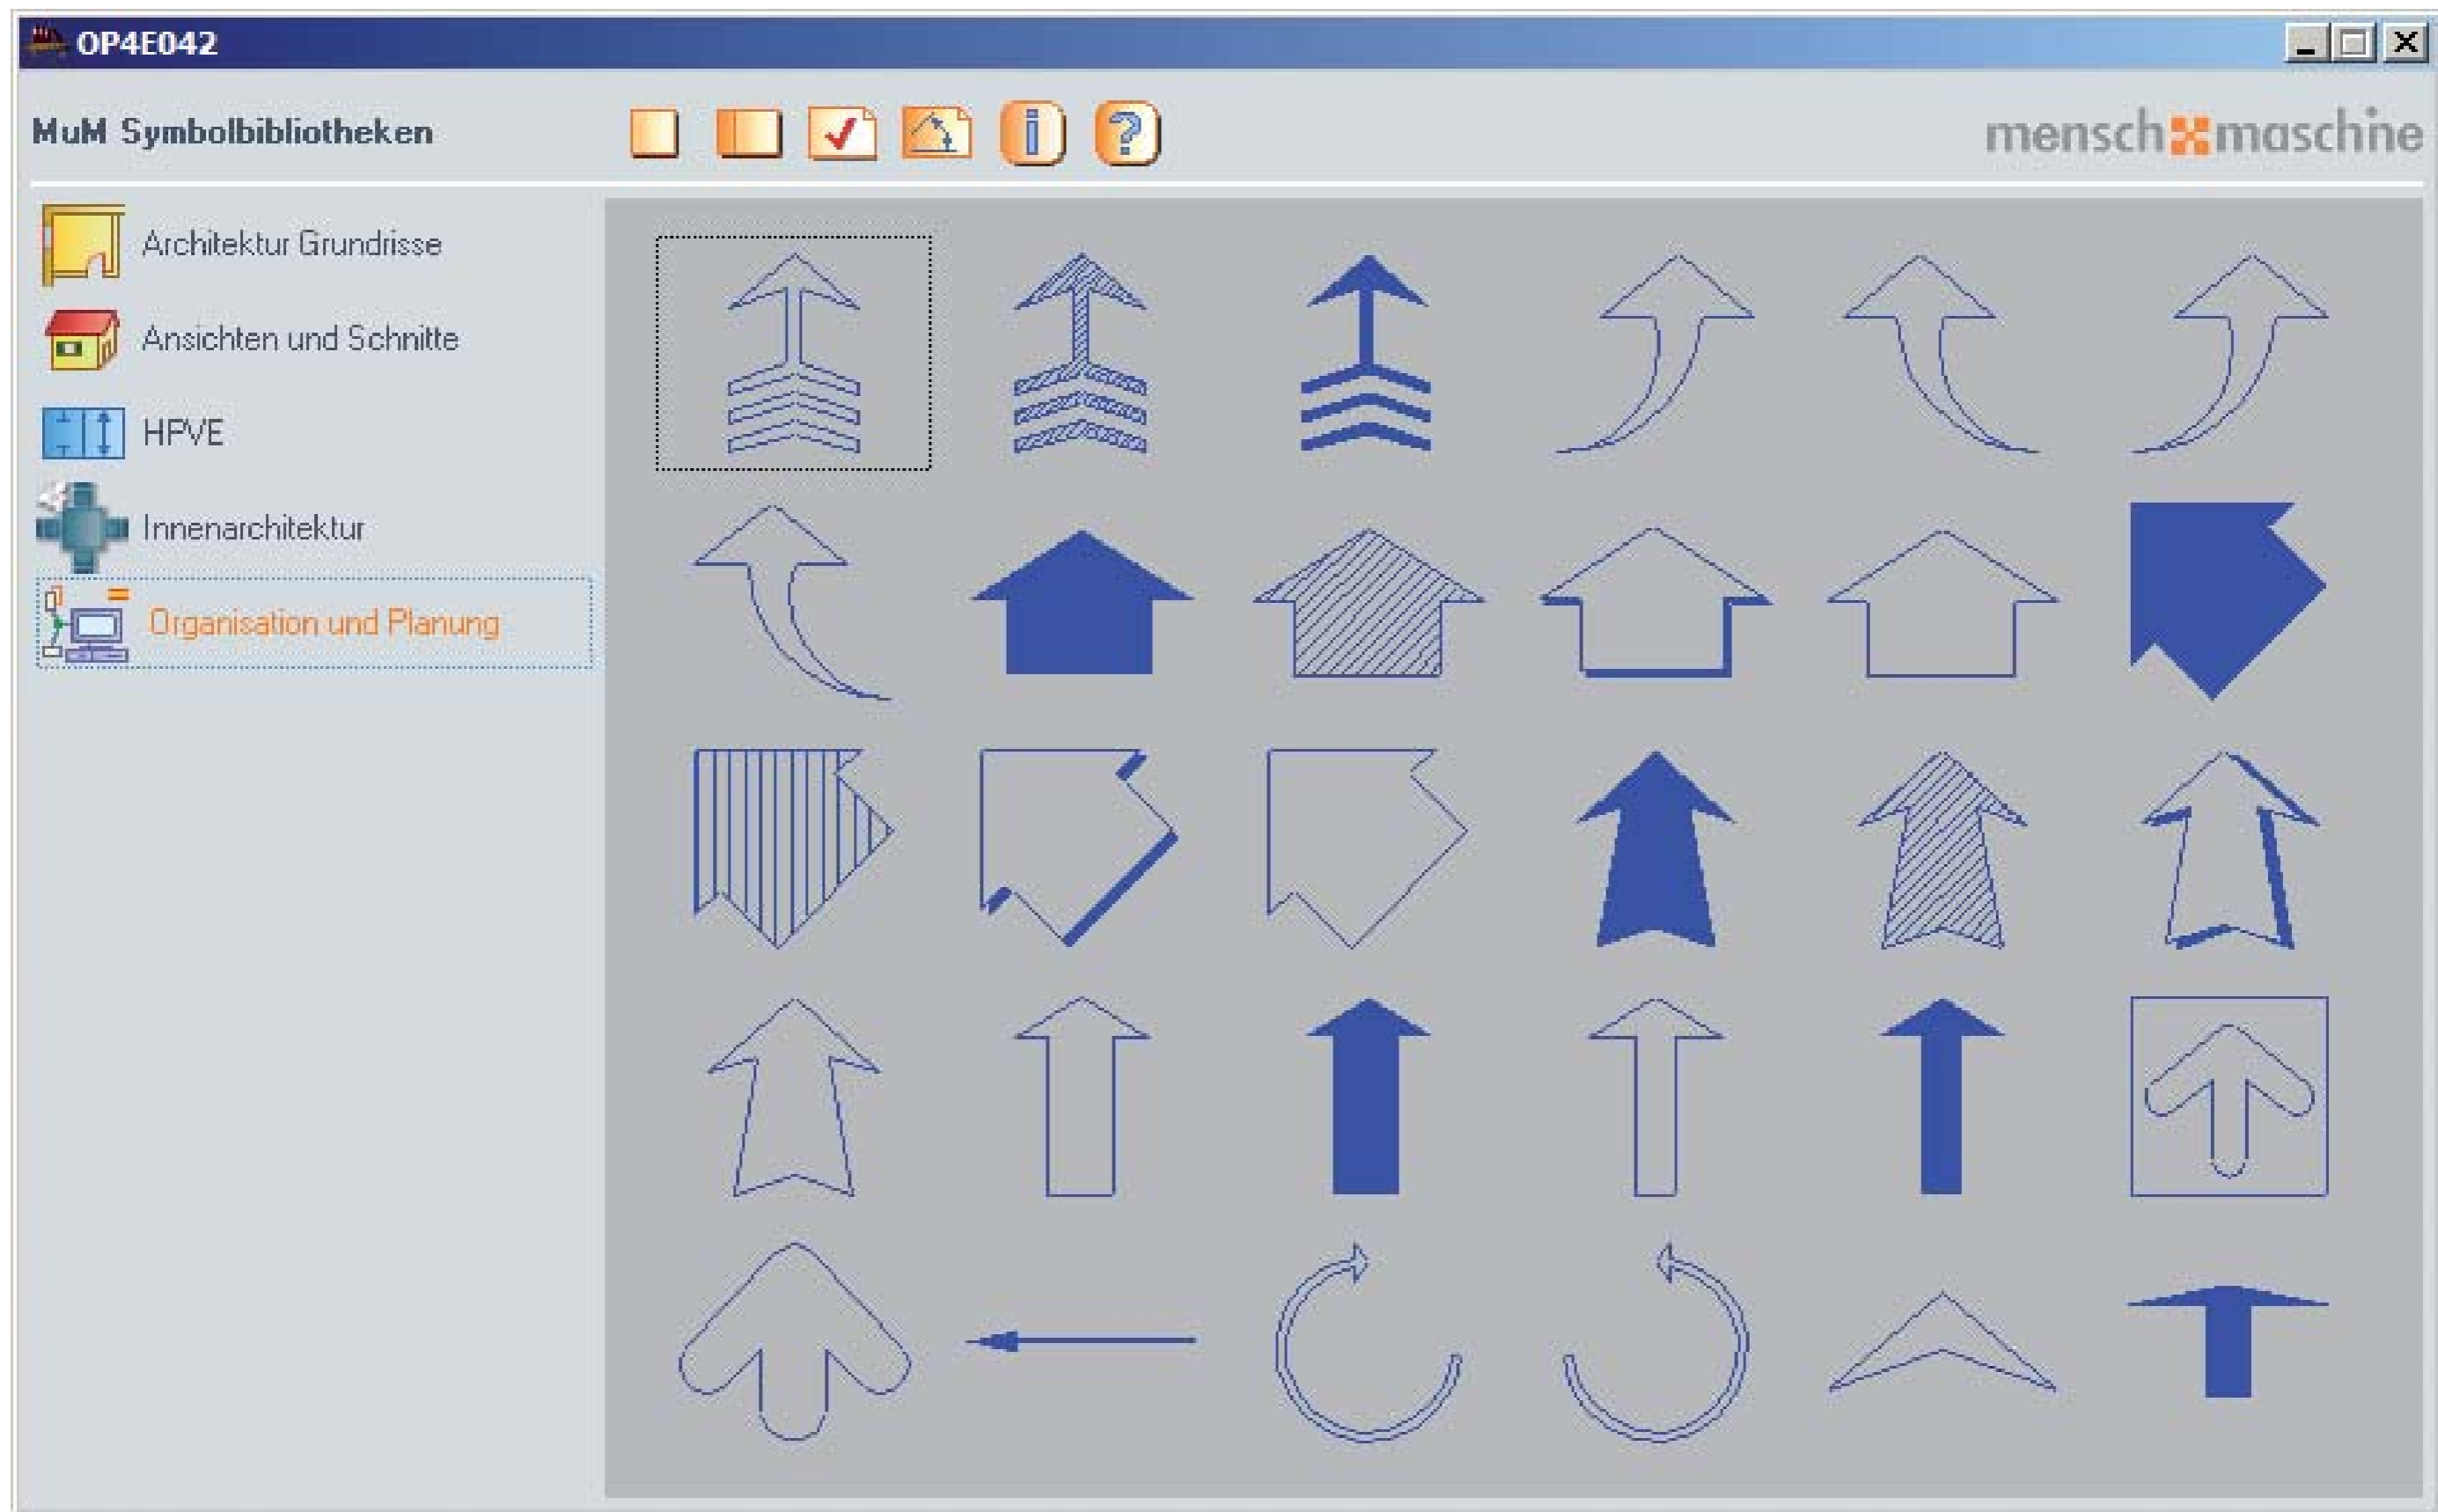 OP4E042
MuM Symbolbibliotheken
mensch maschine
Architektur Grundrisse
Ansichten und Schnitte
HPVE
Innenarchitektur
Organisation und Planung